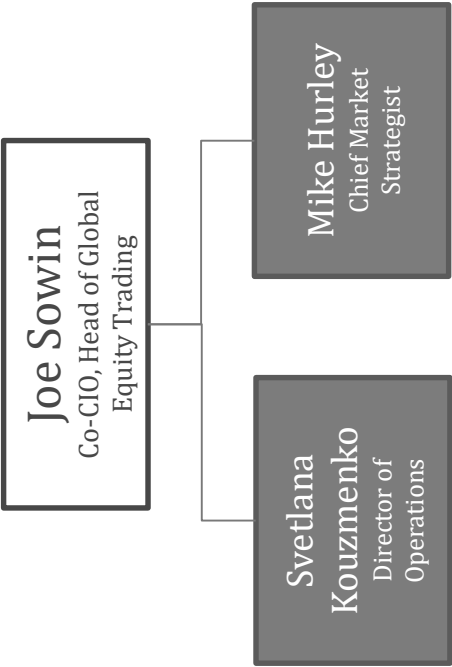 Joe Sowin
Co-CIO, Head of Global
Equity Trading
Svetlana
Kouzmenko
Director of
Operations
Mike Hurley
Chief Market
Strategist